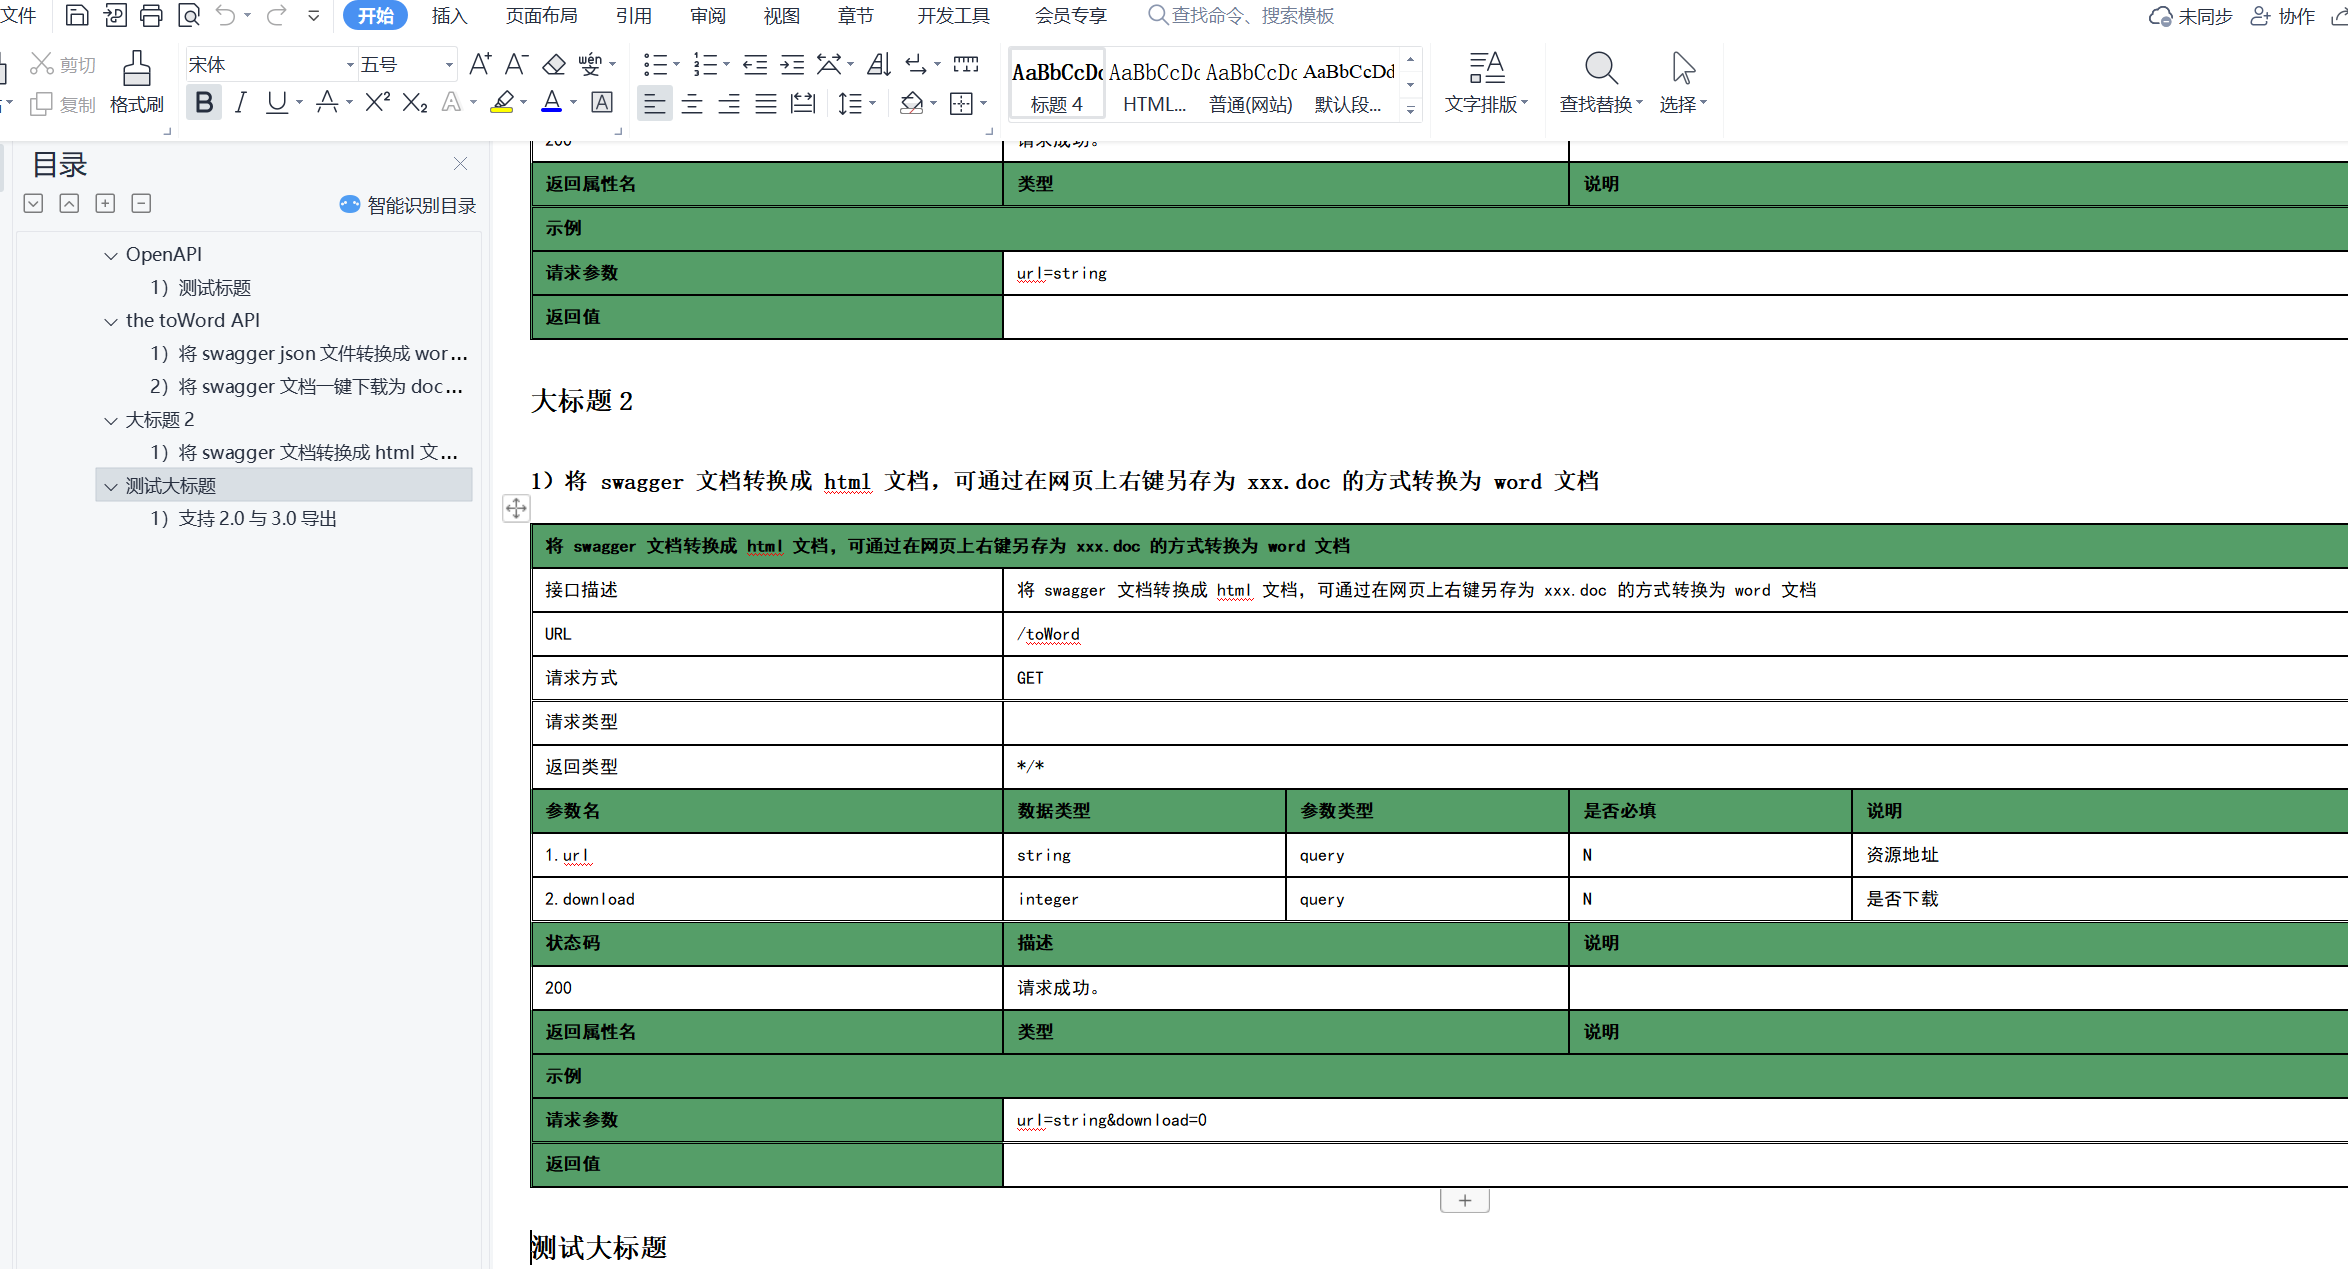 文件 开始 插入 页面布局 引用 审阅 视图 章节 开发工具 会员专享 查找命令、搜索模板 未同步 协作
剪切 宋体 五号
复制 格式刷
AaBbCcDd AaBbCcDc AaBbCcDc AaBbCcDd
标题 4 HTML... 普通(网站) 默认段... 文字排版 查找替换 选择
目录
智能识别目录
OpenAPI
1）测试标题
the toWord API
1）将 swagger json 文件转换成 wor...
2）将 swagger 文档一键下载为 doc...
大标题 2
1）将 swagger 文档转换成 html 文...
测试大标题
1）支持 2.0 与 3.0 导出
200 请求成功。
返回属性名 类型 说明
示例
请求参数 url=string
返回值
大标题 2
1）将 swagger 文档转换成 html 文档，可通过在网页上右键另存为 xxx.doc 的方式转换为 word 文档
将 swagger 文档转换成 html 文档，可通过在网页上右键另存为 xxx.doc 的方式转换为 word 文档
接口描述 将 swagger 文档转换成 html 文档，可通过在网页上右键另存为 xxx.doc 的方式转换为 word 文档
URL /toWord
请求方式 GET
请求类型
返回类型 */*
参数名 数据类型 参数类型 是否必填 说明
1.url string query N 资源地址
2.download integer query N 是否下载
状态码 描述 说明
200 请求成功。
返回属性名 类型 说明
示例
请求参数 url=string&download=0
返回值
测试大标题